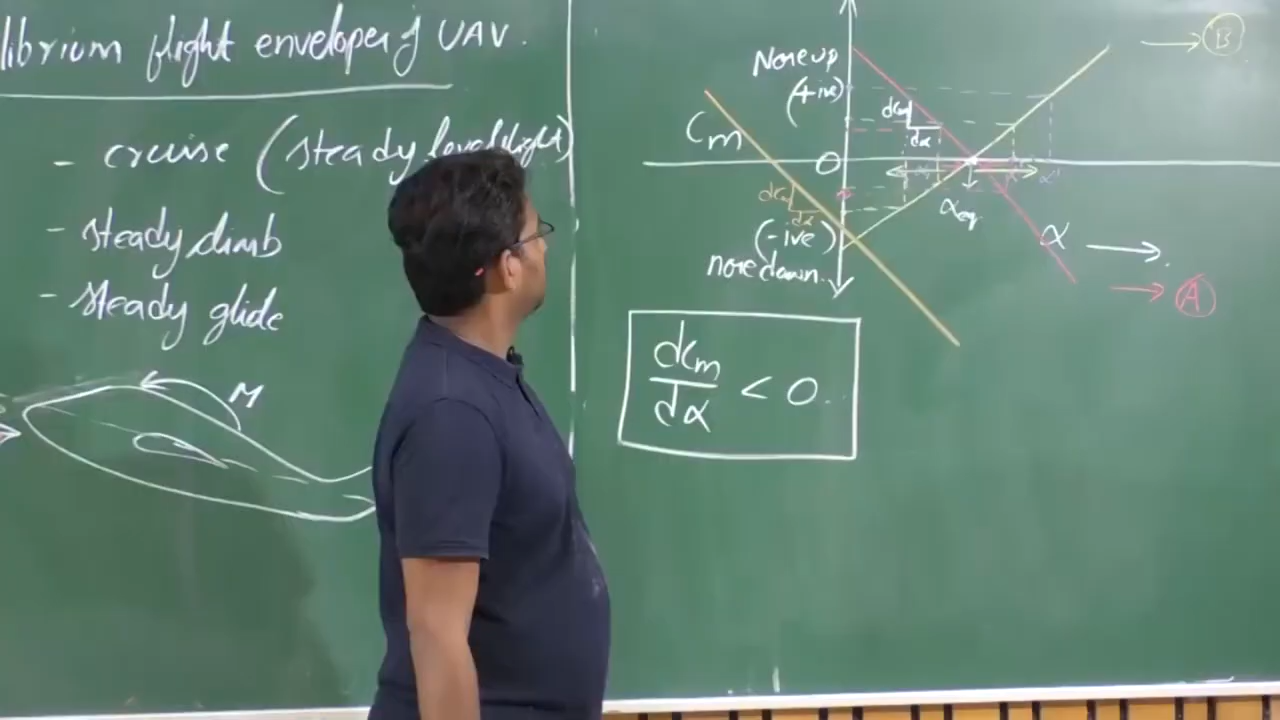 librium flight envelope of UAV.
- cruise (steady level flight)
- steady climb
- steady glide
M
Nose up
(+ive)
Cm
0
(-ive)
nose down.
dCm
dα
dCm
dα
αeq
α
B
A
dCm
dα
< 0.